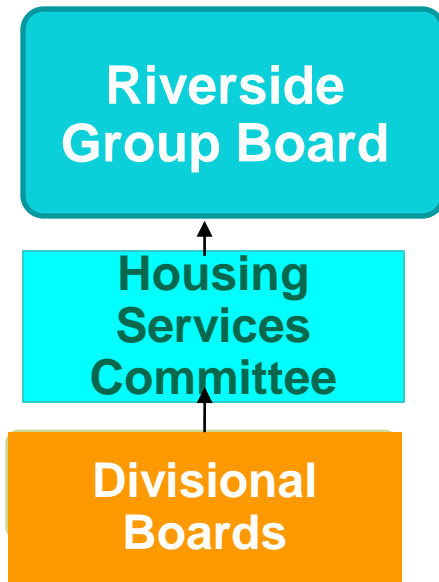 Riverside
Group Board
Housing
Services
Committee
Divisional
Boards